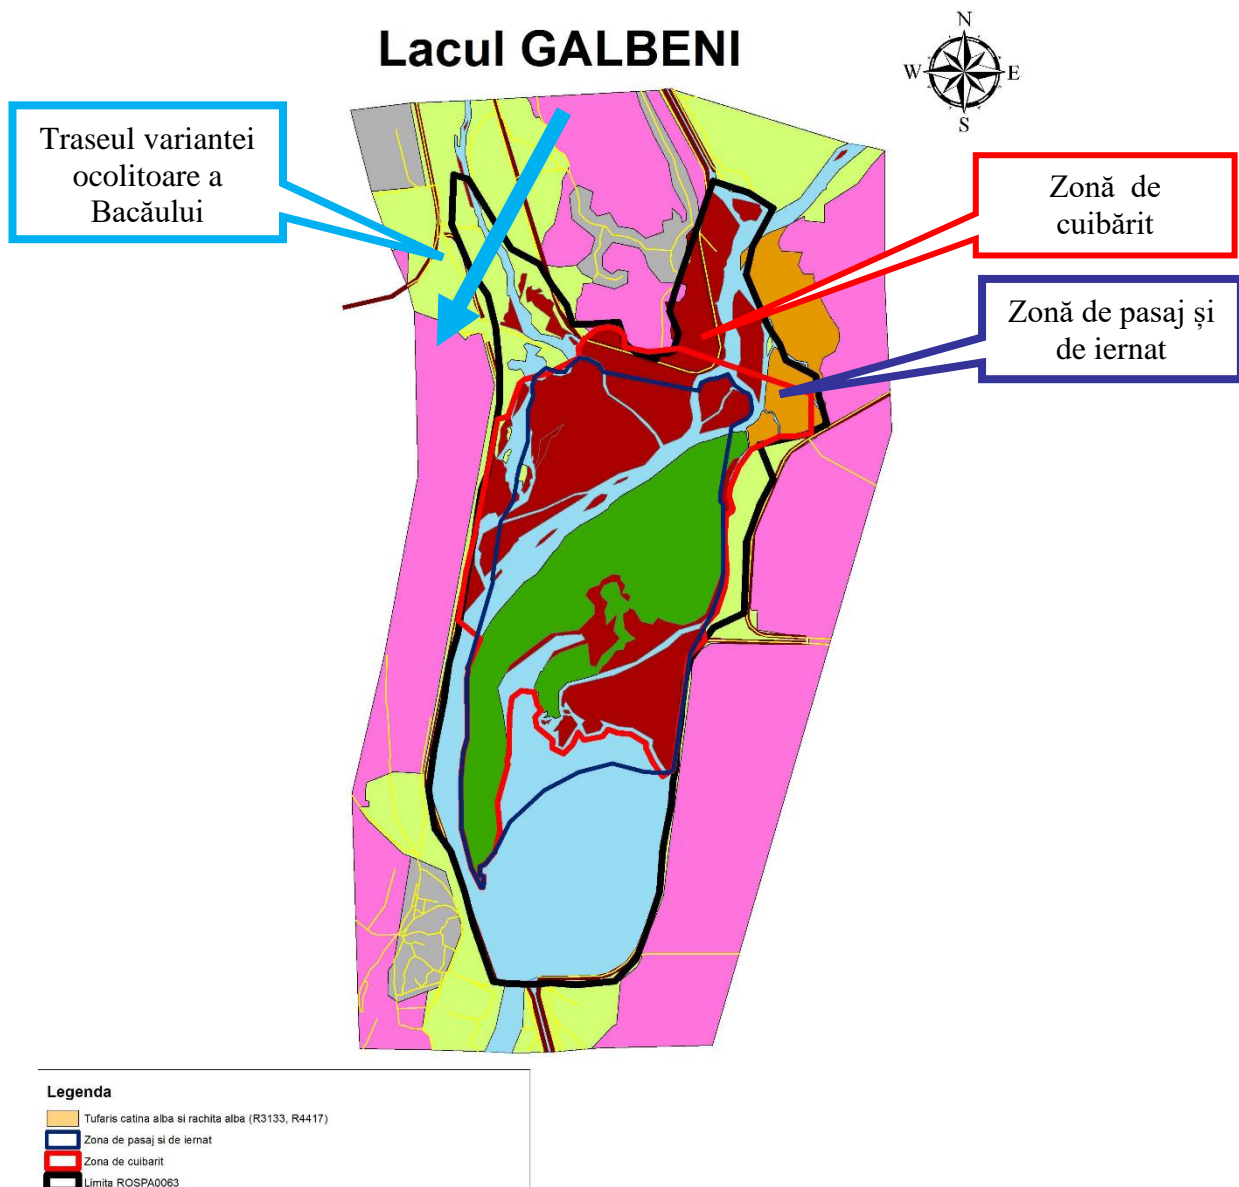 Lacul GALBENI
N
W E
S
Traseul variantei
ocolitoare a
Bacăului
Zonă de
cuibărit
Zonă de pasaj și
de iernat
Legenda
Tufaris catina alba si rachita alba (R3133, R4417)
Zona de pasaj si de iernat
Zona de cuibarit
Limita ROSPA0063